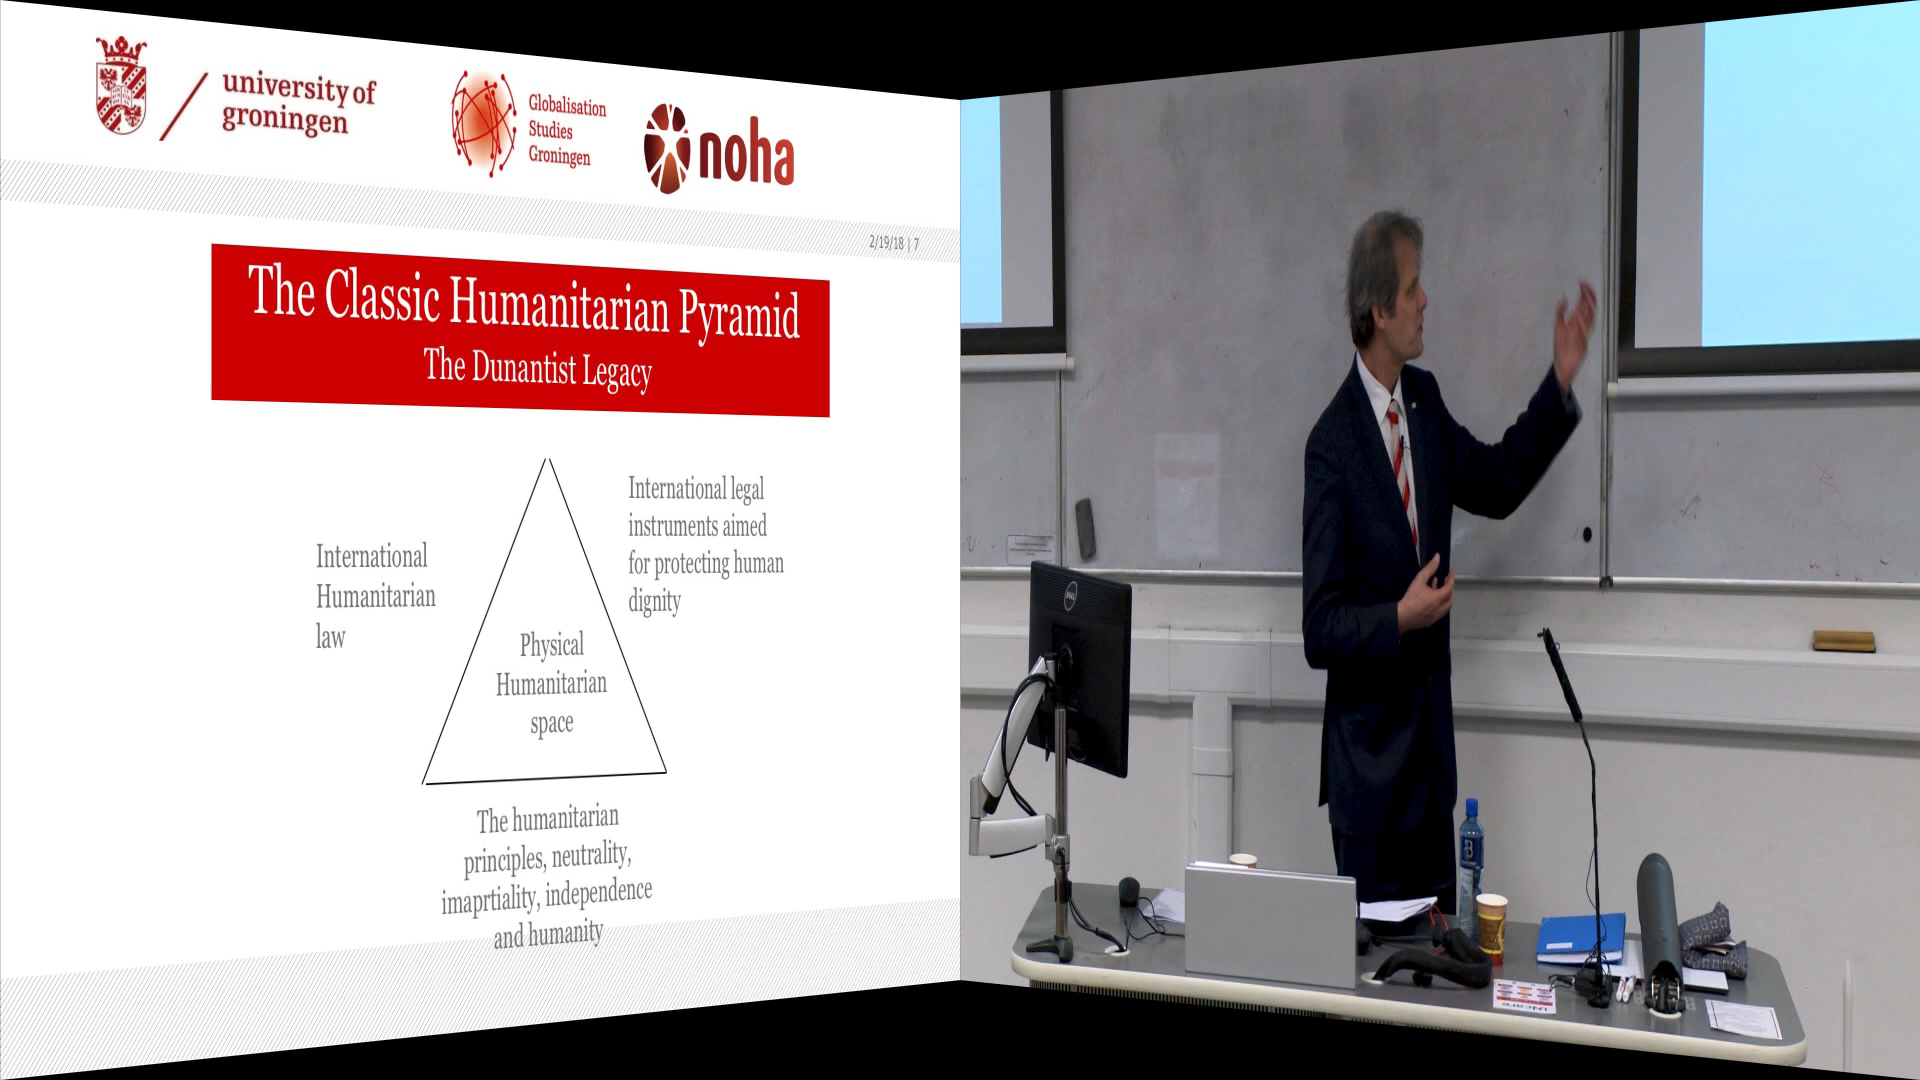 university of
groningen
Globalisation
Studies
Groningen
noha
2/19/18 | 7
The Classic Humanitarian Pyramid
The Dunantist Legacy
International
Humanitarian
law
International legal
instruments aimed
for protecting human
dignity
Physical
Humanitarian
space
The humanitarian
principles, neutrality,
imaprtiality, independence
and humanity
DELL